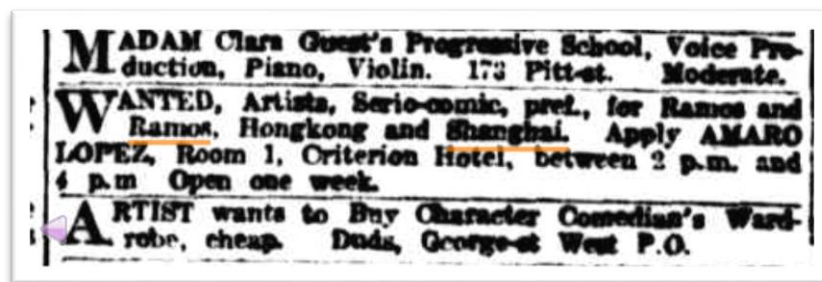 MADAM Clara Guest's Progressive School, Voice Pro-
duction, Piano, Violin. 173 Pitt-st. Moderate.
WANTED, Artists, Serio-comic, pref., for Ramos and
Ramos, Hongkong and Shanghai. Apply AMARO
LOPEZ, Room 1, Criterion Hotel, between 2 p.m. and
4 p.m Open one week.
ARTIST wants to Buy Character Comedian's Ward-
robe, cheap. Duds, George-st West P.O.